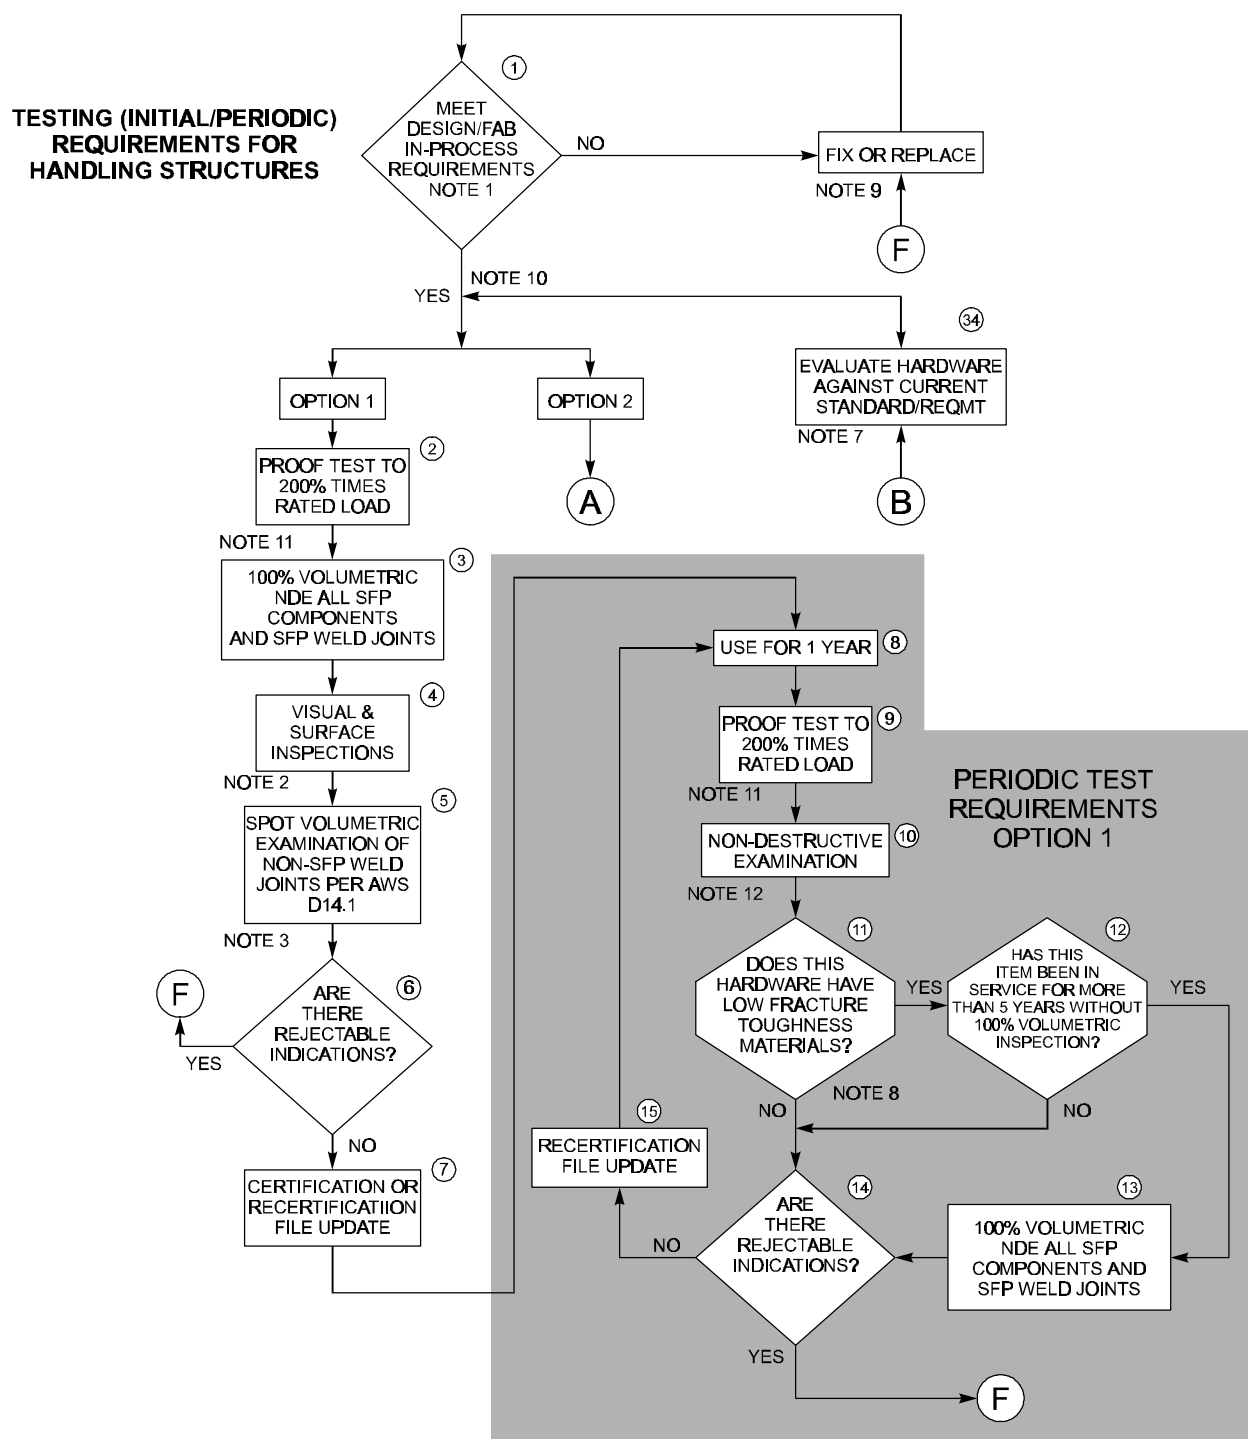 TESTING (INITIAL/PERIODIC)
REQUIREMENTS FOR
HANDLING STRUCTURES
1
MEET
DESIGN/FAB
IN-PROCESS
REQUIREMENTS
NOTE 1
NO
FIX OR REPLACE
NOTE 9
F
NOTE 10
YES
34
EVALUATE HARDWARE
AGAINST CURRENT
STANDARD/REQMT
NOTE 7
B
OPTION 1
OPTION 2
A
2
PROOF TEST TO
200% TIMES
RATED LOAD
NOTE 11
3
100% VOLUMETRIC
NDE ALL SFP
COMPONENTS
AND SFP WELD JOINTS
4
VISUAL &
SURFACE
INSPECTIONS
NOTE 2
5
SPOT VOLUMETRIC
EXAMINATION OF
NON-SFP WELD
JOINTS PER AWS
D14.1
NOTE 3
6
ARE
THERE
REJECTABLE
INDICATIONS?
F
YES
NO
7
CERTIFICATION OR
RECERTIFICATIION
FILE UPDATE
PERIODIC TEST
REQUIREMENTS
OPTION 1
USE FOR 1 YEAR
8
9
PROOF TEST TO
200% TIMES
RATED LOAD
NOTE 11
10
NON-DESTRUCTIVE
EXAMINATION
NOTE 12
11
DOES THIS
HARDWARE HAVE
LOW FRACTURE
TOUGHNESS
MATERIALS?
YES
NOTE 8
NO
12
HAS THIS
ITEM BEEN IN
SERVICE FOR MORE
THAN 5 YEARS WITHOUT
100% VOLUMETRIC
INSPECTION?
YES
NO
13
100% VOLUMETRIC
NDE ALL SFP
COMPONENTS AND
SFP WELD JOINTS
14
ARE
THERE
REJECTABLE
INDICATIONS?
NO
15
RECERTIFICATION
FILE UPDATE
YES
F